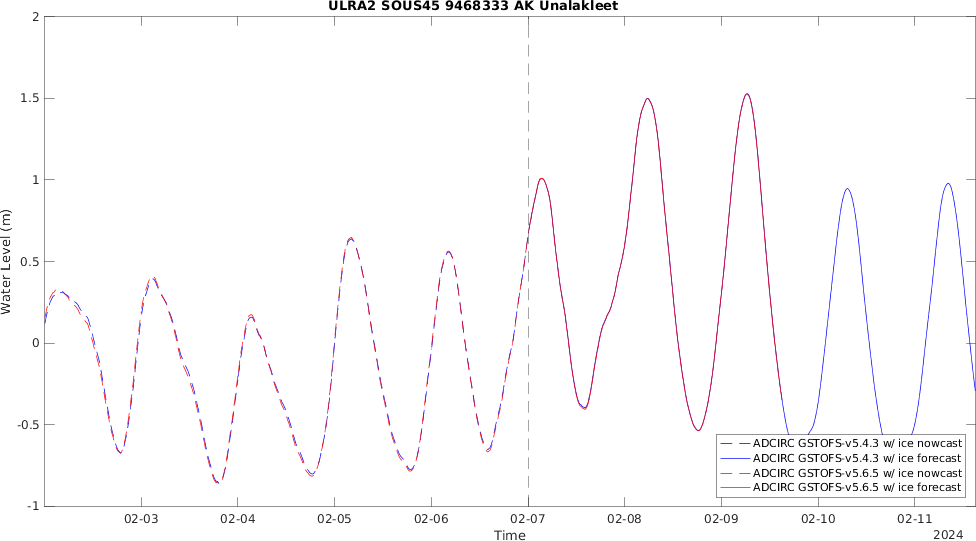 ULRA2 SOUS45 9468333 AK Unalakleet
2
1.5
1
0.5
0
-0.5
-1
Water Level (m)
02-03
02-04
02-05
02-06
02-07
02-08
02-09
02-10
02-11
Time
2024
ADCIRC GSTOFS-v5.4.3 w/ ice nowcast
ADCIRC GSTOFS-v5.4.3 w/ ice forecast
ADCIRC GSTOFS-v5.6.5 w/ ice nowcast
ADCIRC GSTOFS-v5.6.5 w/ ice forecast